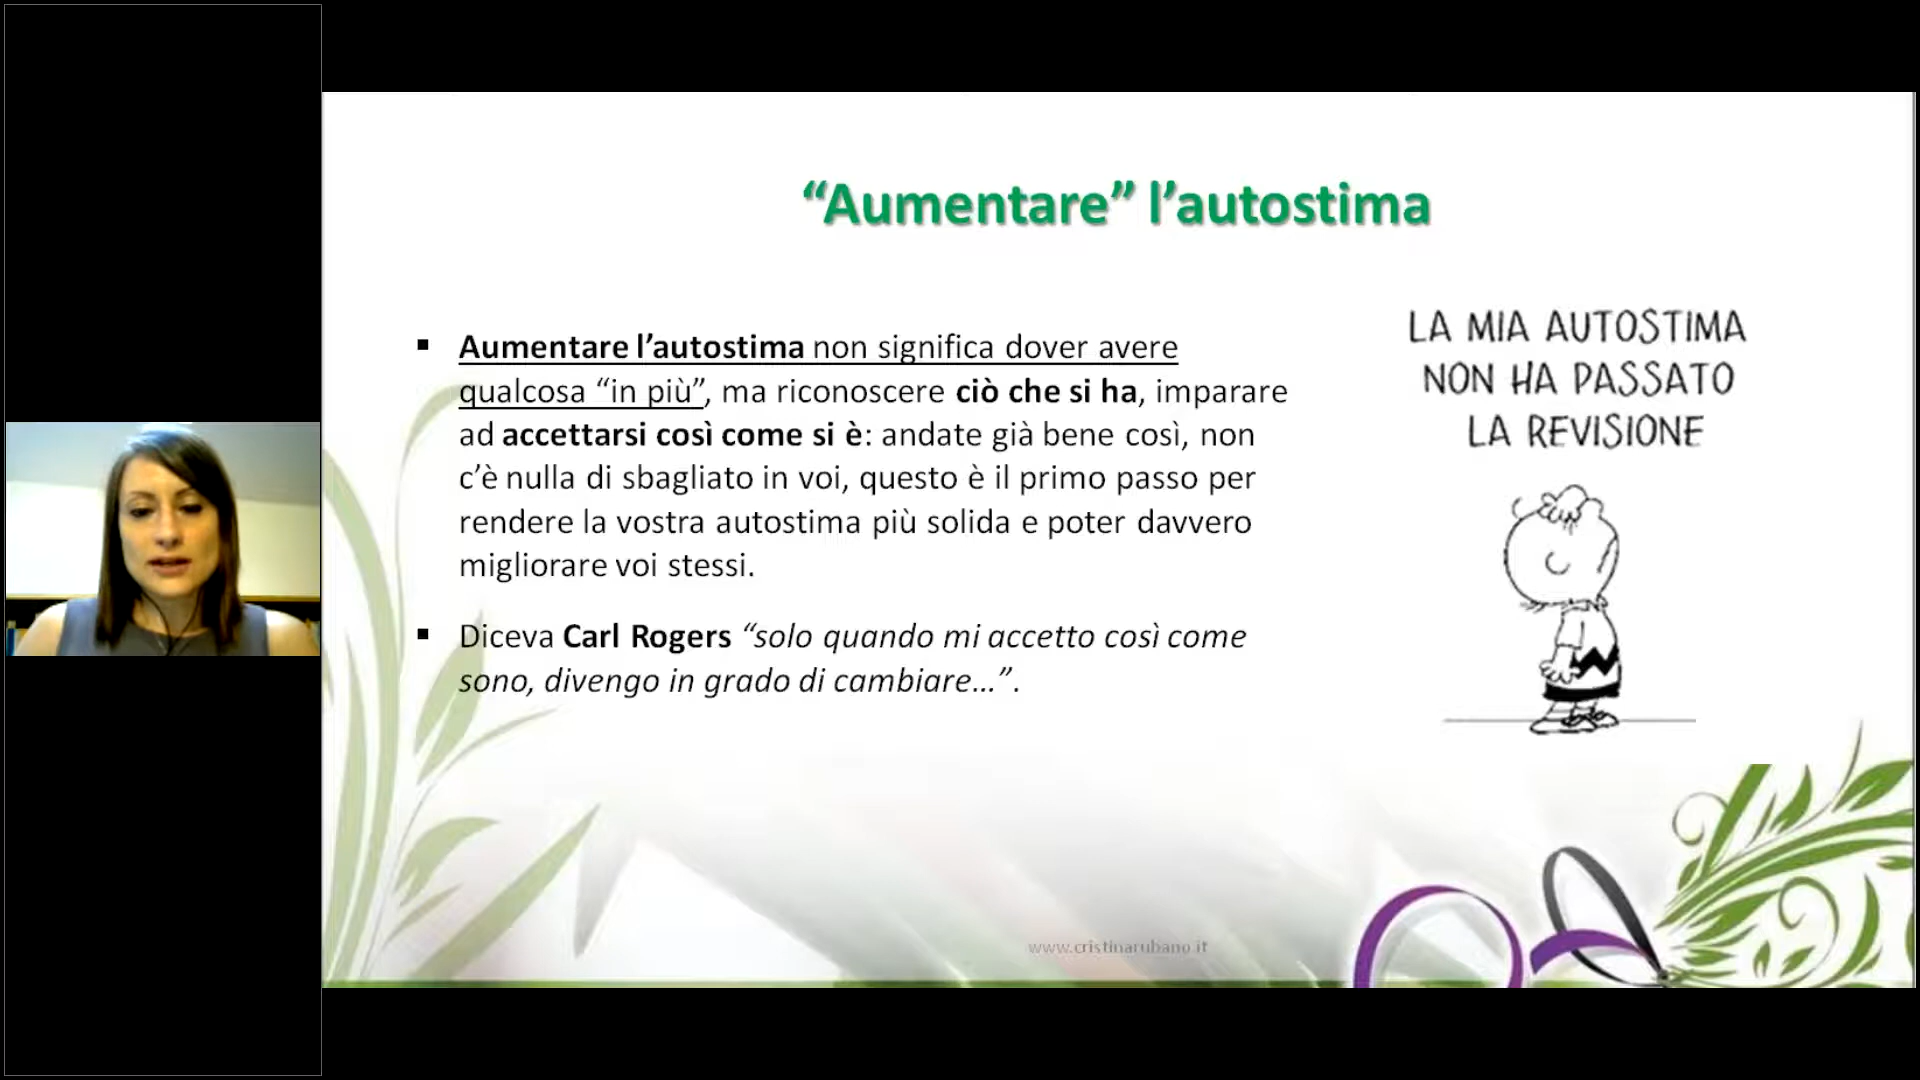 “Aumentare” l’autostima
▪ Aumentare l’autostima non significa dover avere
qualcosa “in più”, ma riconoscere ciò che si ha, imparare
ad accettarsi così come si è: andate già bene così, non
c’è nulla di sbagliato in voi, questo è il primo passo per
rendere la vostra autostima più solida e poter davvero
migliorare voi stessi.
▪ Diceva Carl Rogers “solo quando mi accetto così come
sono, divengo in grado di cambiare…”.
LA MIA AUTOSTIMA
NON HA PASSATO
LA REVISIONE
www.cristinarubano.it